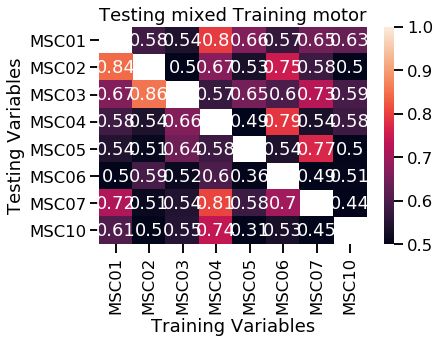 Testing mixed Training motor
MSC01 0.58 0.54 0.8 0.66 0.57 0.65 0.63
MSC02 0.84 0.5 0.67 0.53 0.75 0.58 0.5
MSC03 0.67 0.86 0.57 0.65 0.6 0.73 0.59
MSC04 0.58 0.54 0.66 0.49 0.79 0.54 0.58
MSC05 0.54 0.51 0.64 0.58 0.54 0.77 0.5
MSC06 0.5 0.59 0.52 0.6 0.36 0.49 0.51
MSC07 0.72 0.51 0.54 0.81 0.58 0.7 0.44
MSC10 0.61 0.5 0.55 0.74 0.31 0.53 0.45
MSC01 MSC02 MSC03 MSC04 MSC05 MSC06 MSC07 MSC10
Training Variables
Testing Variables
1.0
0.9
0.8
0.7
0.6
0.5